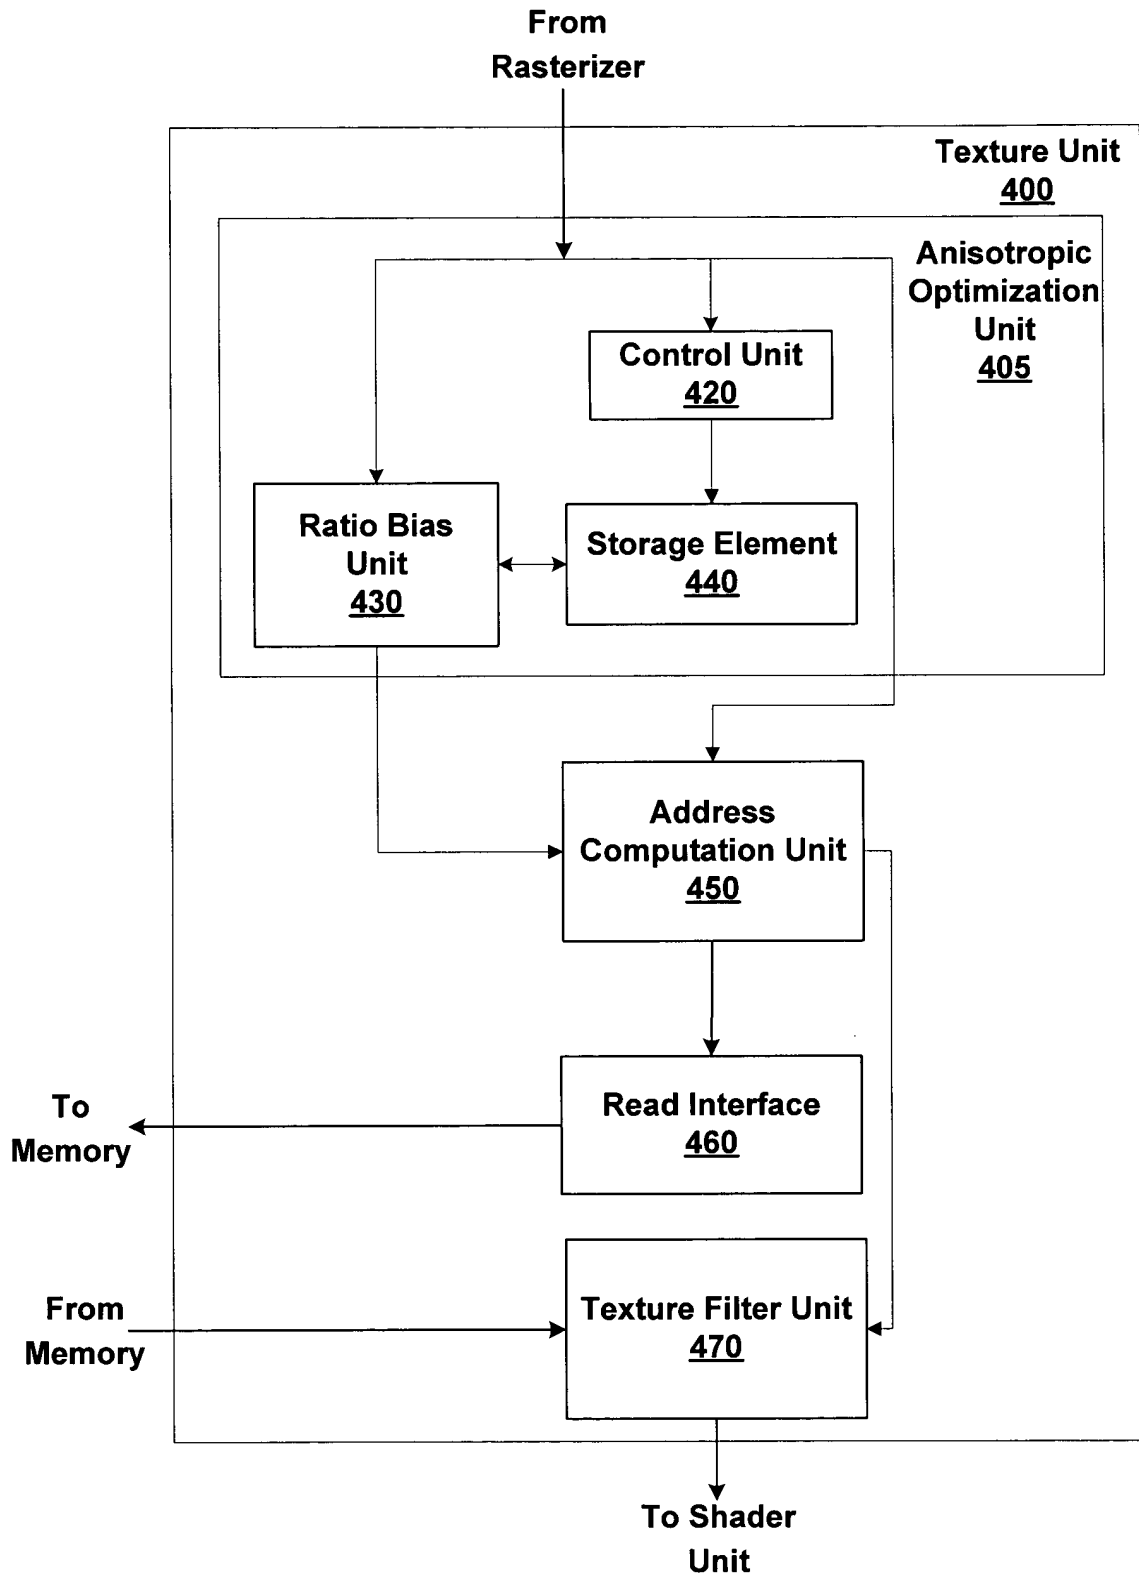 From
Rasterizer
Texture Unit
400
Anisotropic
Optimization
Unit
405
Control Unit
420
Ratio Bias
Unit
430
Storage Element
440
Address
Computation Unit
450
Read Interface
460
To
Memory
Texture Filter Unit
470
From
Memory
To Shader
Unit